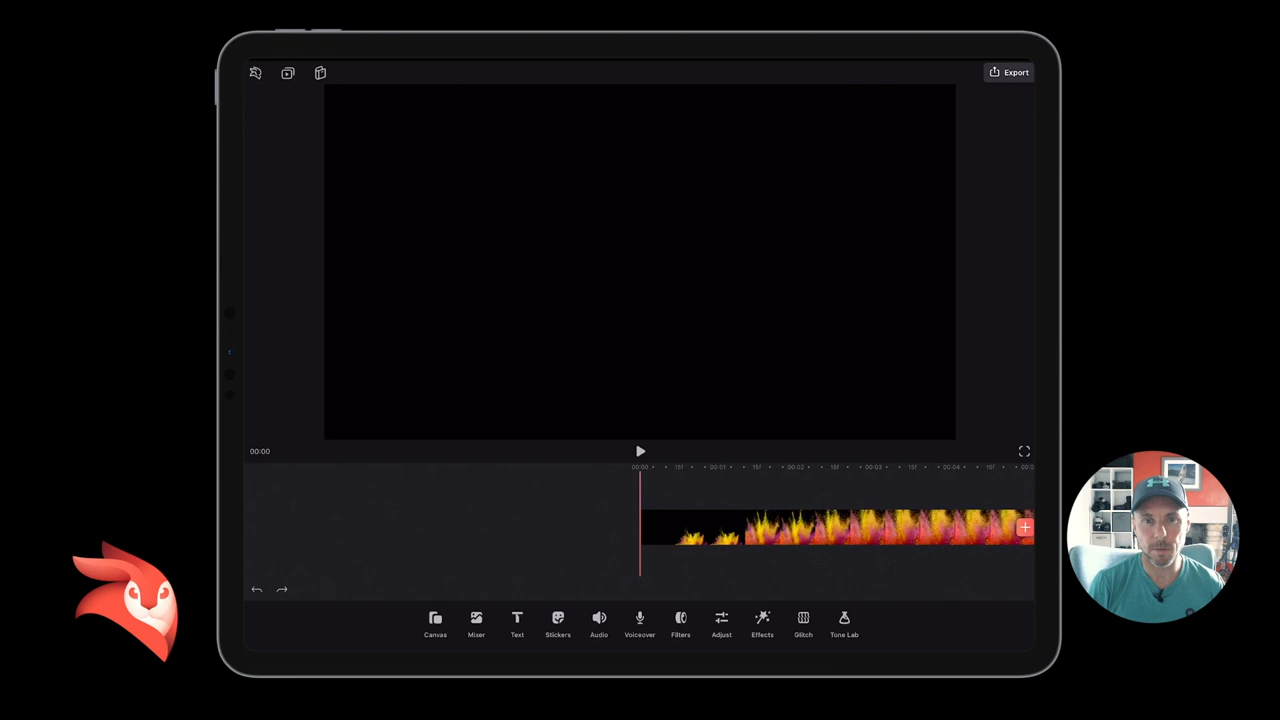 Export
00:00
00:00 15f 00:01 15f 00:02 15f 00:03 15f 00:04 15f 00:0
Canvas Mixer Text Stickers Audio Voiceover Filters Adjust Effects Glitch Tone Lab